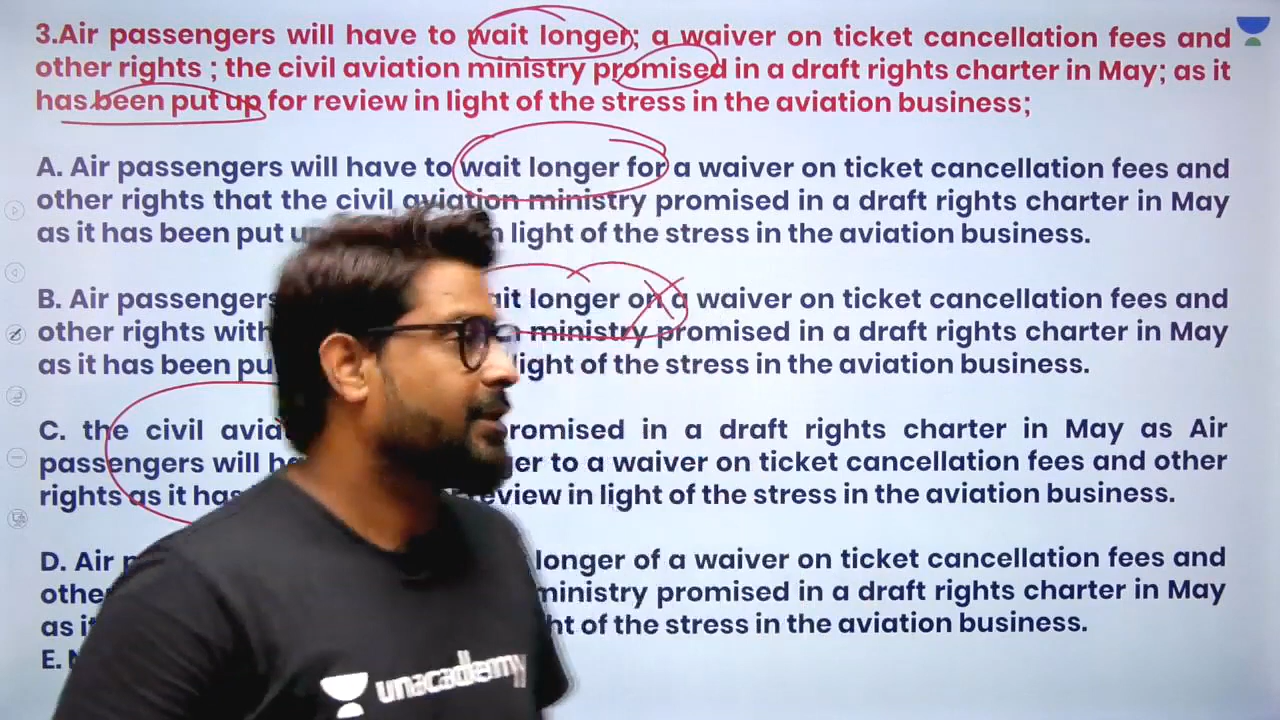 3.Air passengers will have to wait longer; a waiver on ticket cancellation fees and
other rights ; the civil aviation ministry promised in a draft rights charter in May; as it
has been put up for review in light of the stress in the aviation business;
A. Air passengers will have to wait longer for a waiver on ticket cancellation fees and
other rights that the civil aviation ministry promised in a draft rights charter in May
as it has been put light of the stress in the aviation business.
B. Air passengers longer on a waiver on ticket cancellation fees and
other rights ministry promised in a draft rights charter in May
as it has been light of the stress in the aviation business.
C. the civil promised in a draft rights charter in May as Air
passengers will to a waiver on ticket cancellation fees and other
rights as it has review in light of the stress in the aviation business.
D. Air longer of a waiver on ticket cancellation fees and
ministry promised in a draft rights charter in May
as of the stress in the aviation business.
E.
unacademy